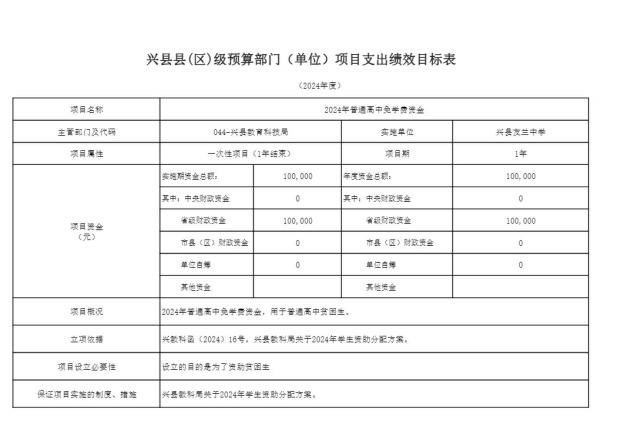 兴县县(区)级预算部门（单位）项目支出绩效目标表
（2024年度）
项目名称 2024年普通高中免学费资金
主管部门及代码 044-兴县教育科技局 实施单位 兴县友兰中学
项目属性 一次性项目（1年结束） 项目期 1年
项目资金（元） 实施期资金总额： 100,000 年度资金总额： 100,000
其中：中央财政资金 0 其中：中央财政资金 0
省级财政资金 100,000 省级财政资金 100,000
市县（区）财政资金 0 市县（区）财政资金 0
单位自筹 0 单位自筹 0
其他资金 其他资金
项目概况 2024年普通高中免学费资金，用于普通高中贫困生。
立项依据 兴教科函（2024）16号，兴县教科局关于2024年学生资助分配方案。
项目设立必要性 设立的目的是为了资助贫困生
保证项目实施的制度、措施 兴县教科局关于2024年学生资助分配方案。